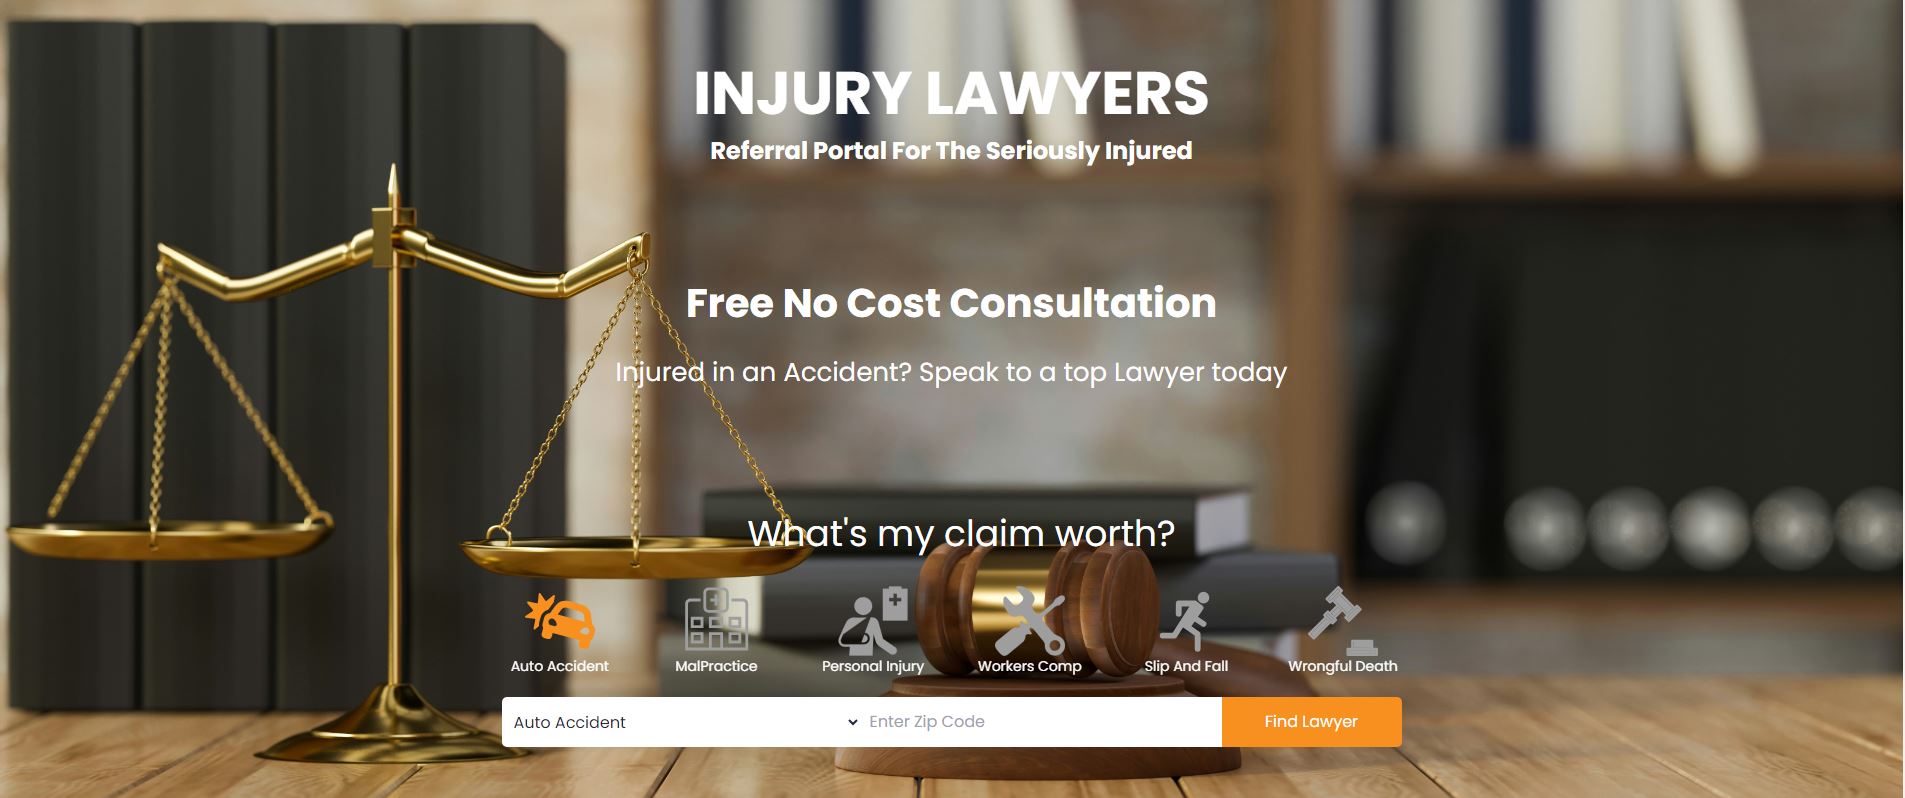 INJURY LAWYERS
Referral Portal For The Seriously Injured
Free No Cost Consultation
Injured in an Accident? Speak to a top Lawyer today
What's my claim worth?
Auto Accident
MalPractice
Personal Injury
Workers Comp
Slip And Fall
Wrongful Death
Auto Accident
Enter Zip Code
Find Lawyer